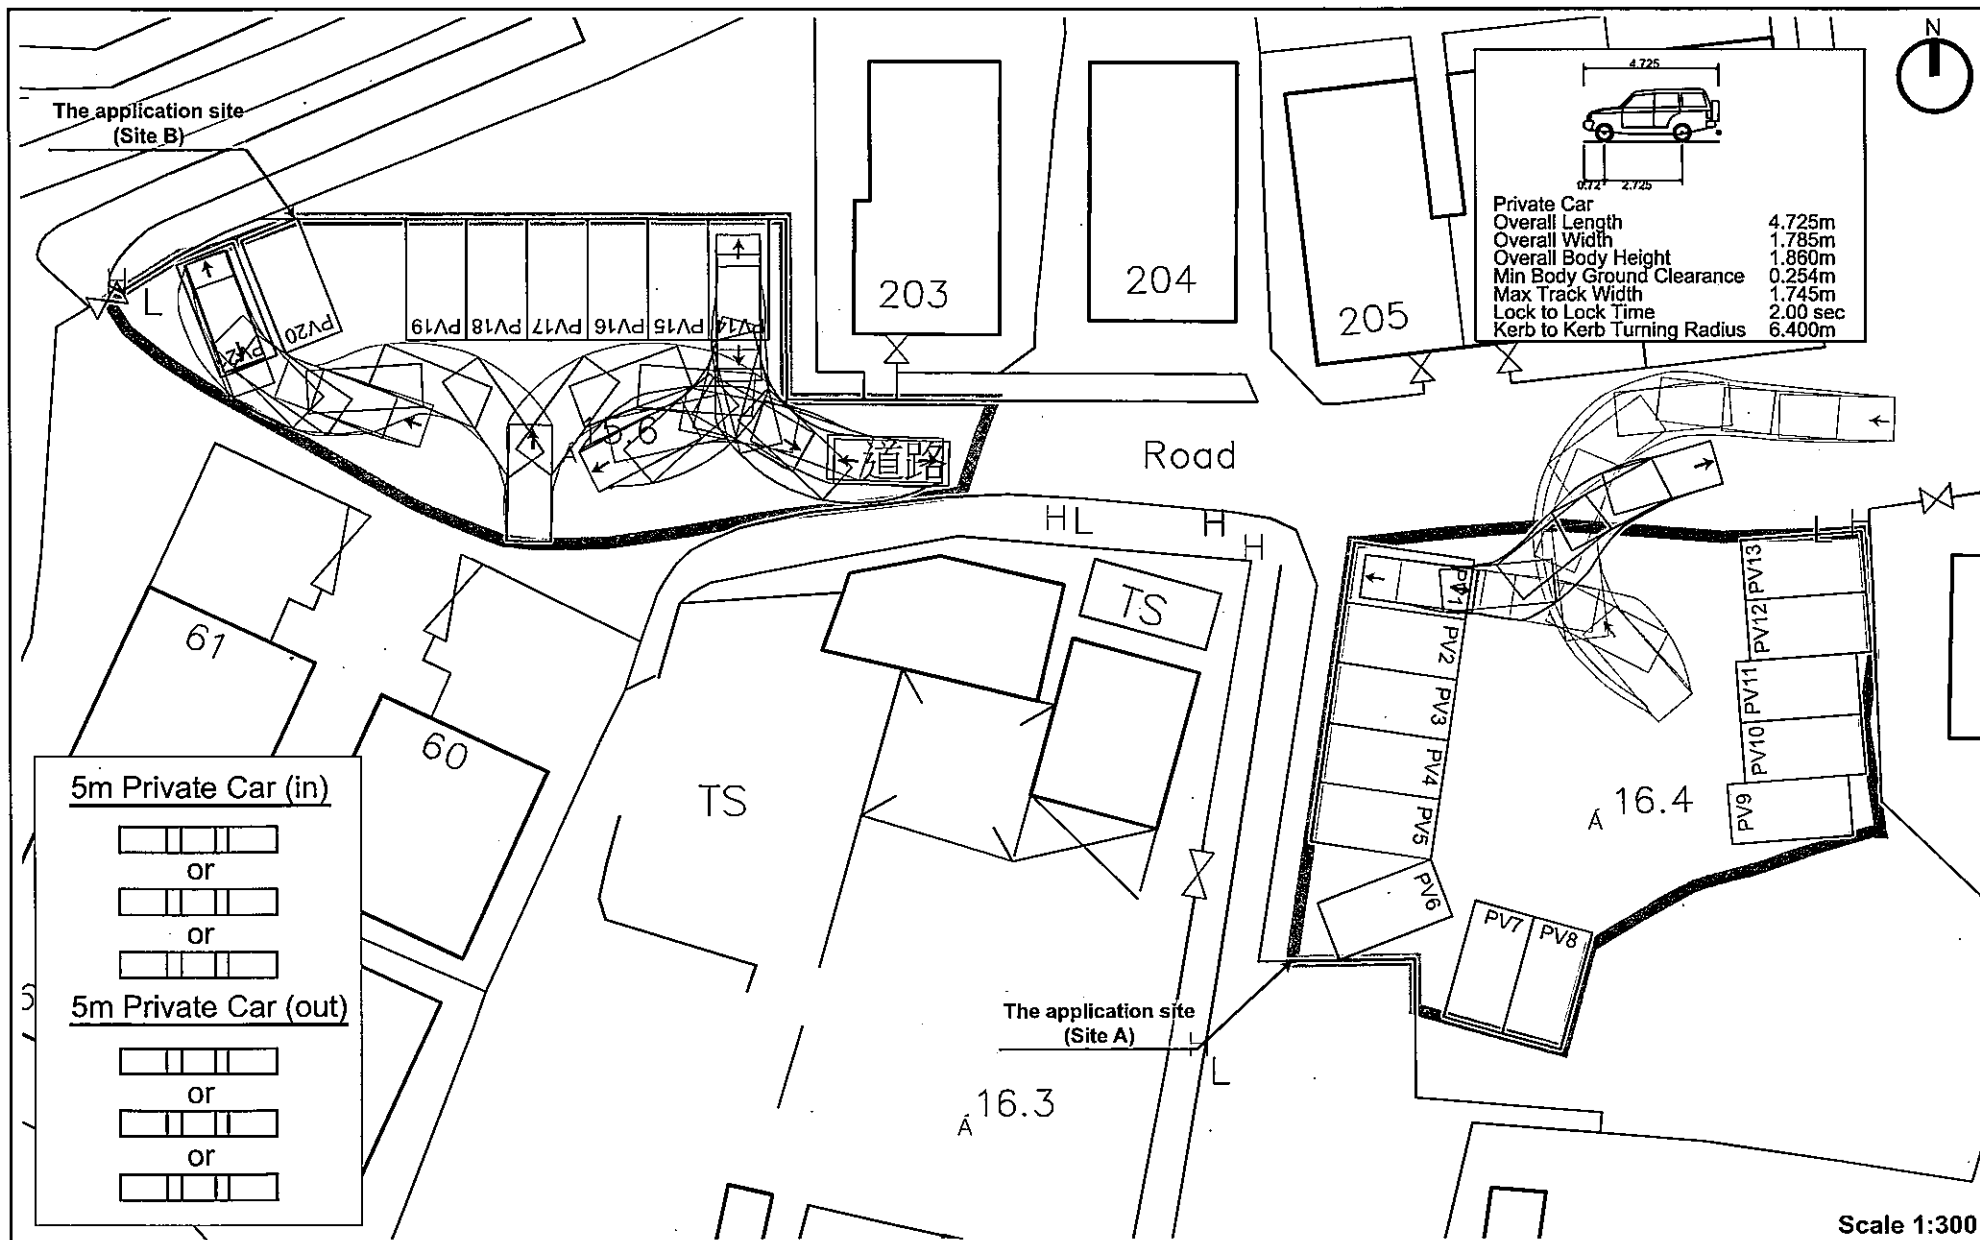 N
The application site
(Site B)
4.725
2.725
Private Car
Overall Length 4.725m
Overall Width 1.785m
Overall Body Height 1.860m
Min Body Ground Clearance 0.254m
Max Track Width 1.745m
Lock to Lock Time 2.00 sec
Kerb to Kerb Turning Radius 6.400m
203
204
205
H
L
PV20
PV19
PV18
PV17
PV16
PV15
PV14
道路
Road
HL
H
H
L
H
PV1
PV2
PV3
PV4
PV5
PV6
PV7
PV8
PV9
PV10
PV11
PV12
PV13
16.4
61
60
TS
TS
5m Private Car (in)
or
or
5m Private Car (out)
or
or
The application site
(Site A)
H
L
16.3
Scale 1:300